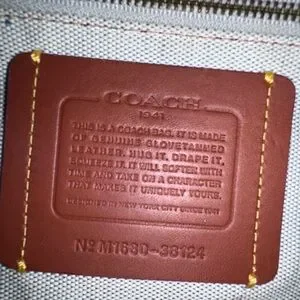 COACH
1941
THIS IS A COACH BAG. IT IS MADE
OF GENUINE GLOVETANNED
LEATHER. HUG IT, DRAPE IT,
SQUEEZE IT. IT WILL SOFTEN WITH
TIME AND TAKE ON A CHARACTER
THAT MAKES IT UNIQUELY YOURS.
DESIGNED IN NEW YORK CITY SINCE 1941
Nº M1680-38124